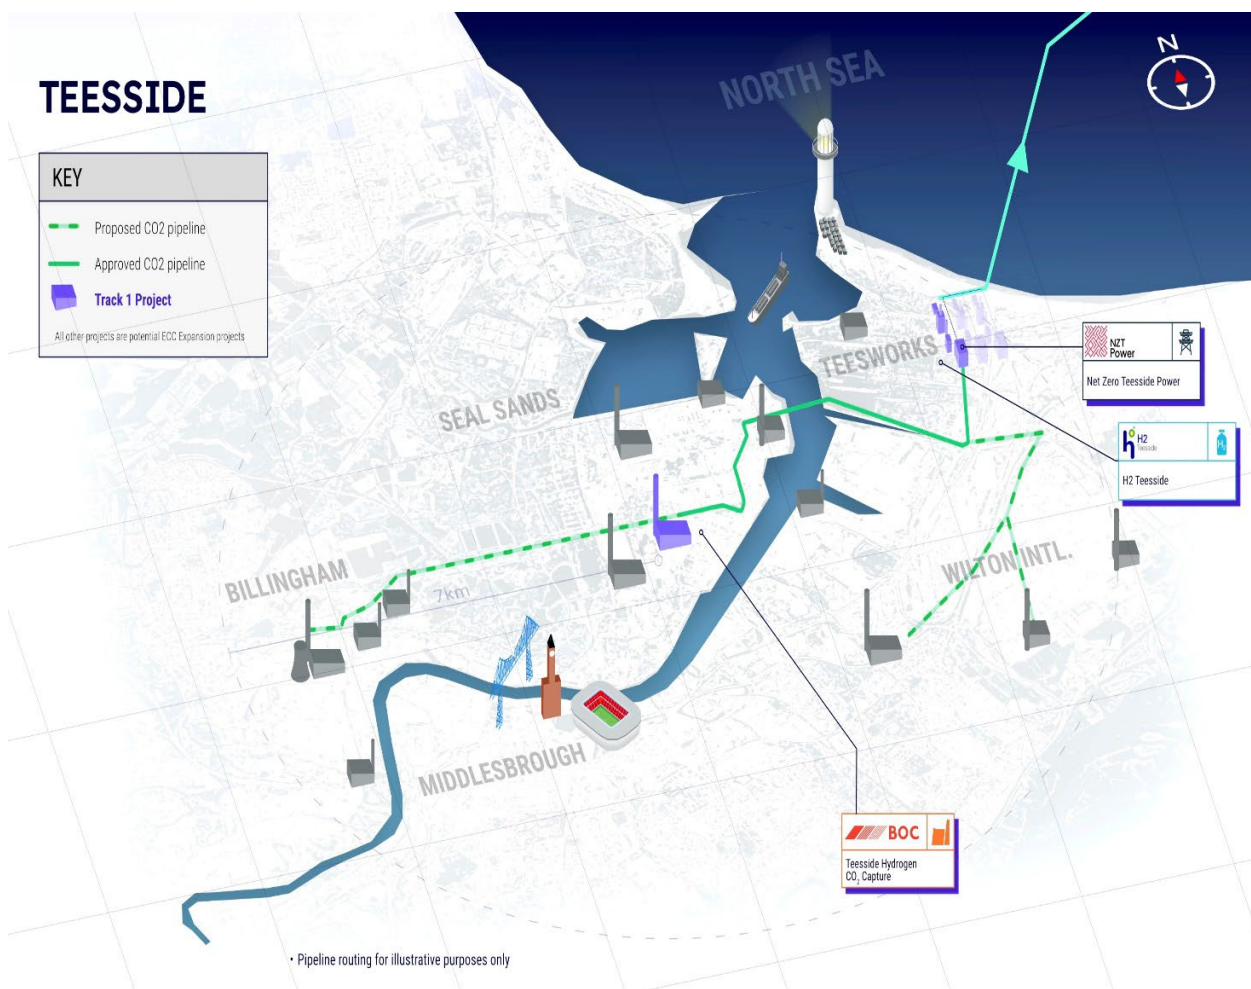 TEESSIDE
KEY
Proposed CO2 pipeline
Approved CO2 pipeline
Track 1 Project
All other projects are potential ECC Expansion projects
N
NORTH SEA
TEESWORKS
SEAL SANDS
BILLINGHAM
7km
WILTON INTL.
MIDDLESBROUGH
NZT
Power
Net Zero Teesside Power
h
H2
Teesside
H2
H2 Teesside
BOC
Teesside Hydrogen
CO₂ Capture
• Pipeline routing for illustrative purposes only